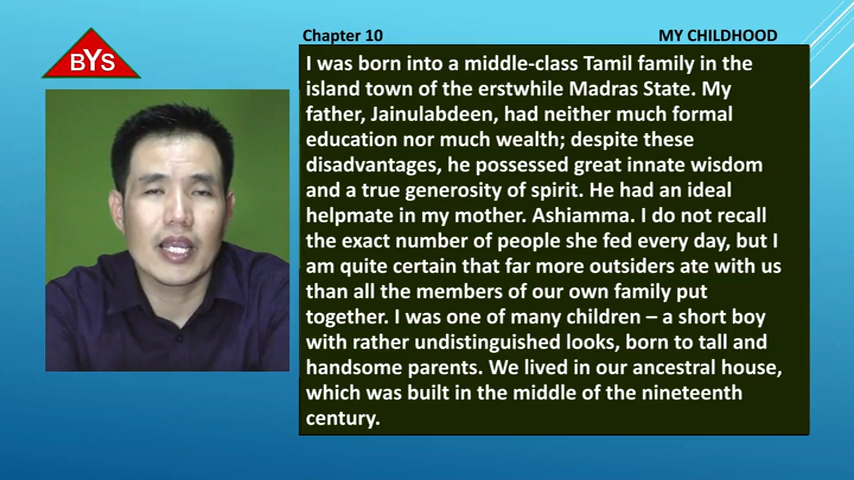 BYS
Chapter 10 MY CHILDHOOD
I was born into a middle-class Tamil family in the
island town of the erstwhile Madras State. My
father, Jainulabdeen, had neither much formal
education nor much wealth; despite these
disadvantages, he possessed great innate wisdom
and a true generosity of spirit. He had an ideal
helpmate in my mother. Ashiamma. I do not recall
the exact number of people she fed every day, but I
am quite certain that far more outsiders ate with us
than all the members of our own family put
together. I was one of many children – a short boy
with rather undistinguished looks, born to tall and
handsome parents. We lived in our ancestral house,
which was built in the middle of the nineteenth
century.